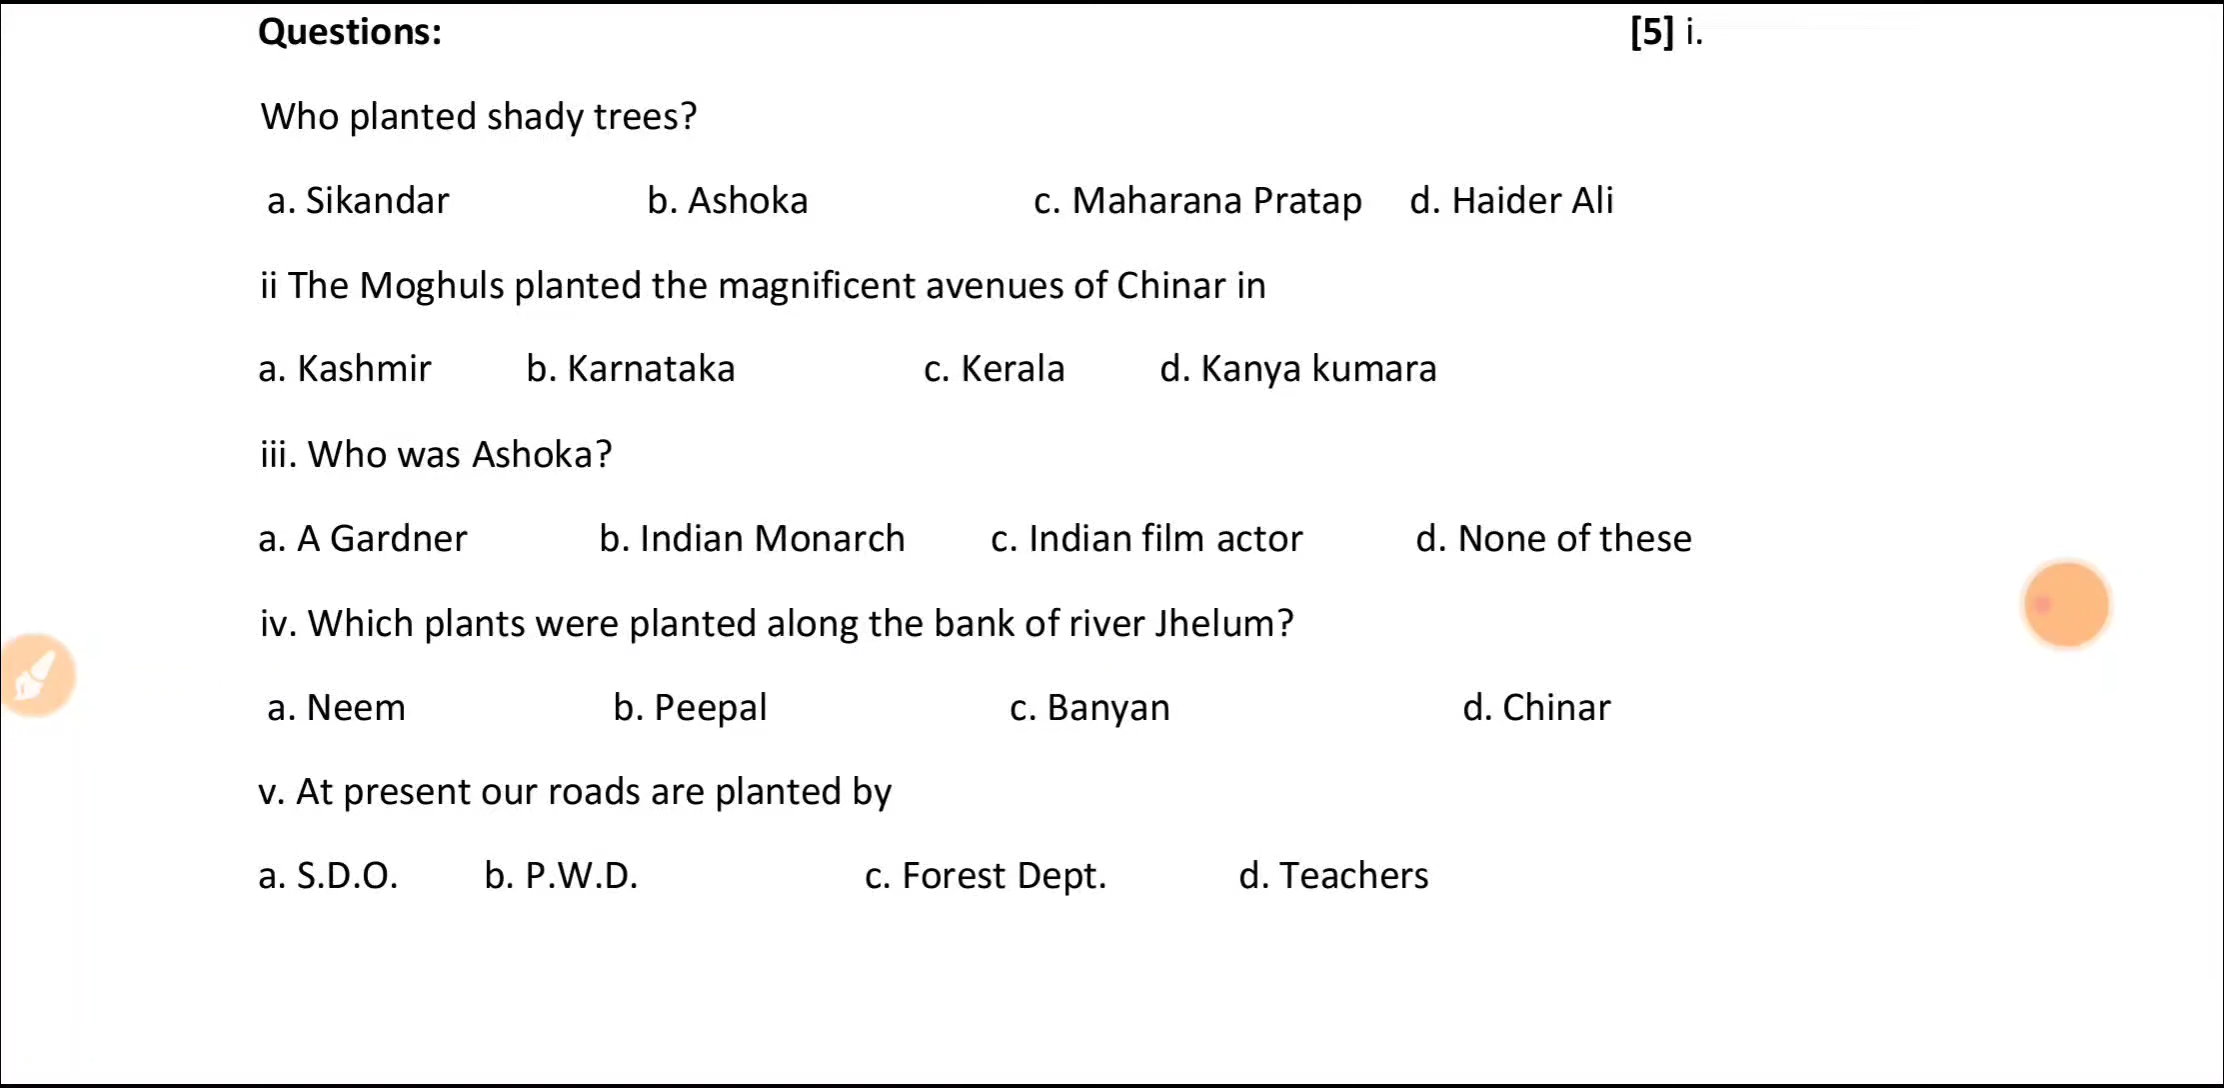 Questions: [5] i.
Who planted shady trees?
a. Sikandar b. Ashoka c. Maharana Pratap d. Haider Ali
ii The Moghuls planted the magnificent avenues of Chinar in
a. Kashmir b. Karnataka c. Kerala d. Kanya kumara
iii. Who was Ashoka?
a. A Gardner b. Indian Monarch c. Indian film actor d. None of these
iv. Which plants were planted along the bank of river Jhelum?
a. Neem b. Peepal c. Banyan d. Chinar
v. At present our roads are planted by
a. S.D.O. b. P.W.D. c. Forest Dept. d. Teachers